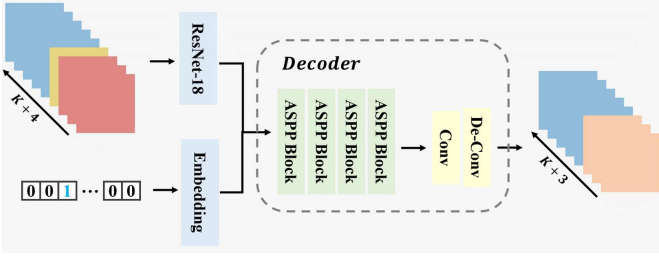 K + 4
ResNet-18
0 0 1 ⋯ 0 0
Embedding
Decoder
ASPP Block
ASPP Block
ASPP Block
ASPP Block
Conv
De-Conv
K + 3